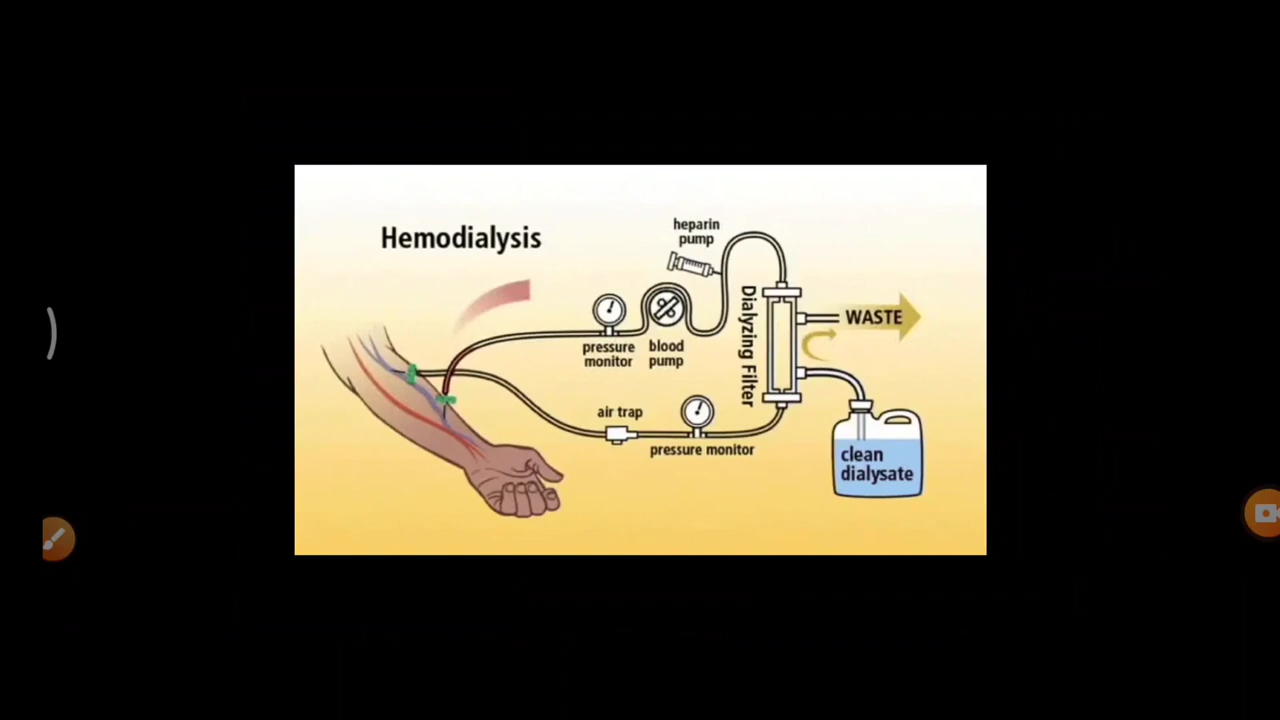 Hemodialysis
heparin
pump
pressure
monitor
blood
pump
Dialyzing Filter
WASTE
air trap
pressure monitor
clean
dialysate